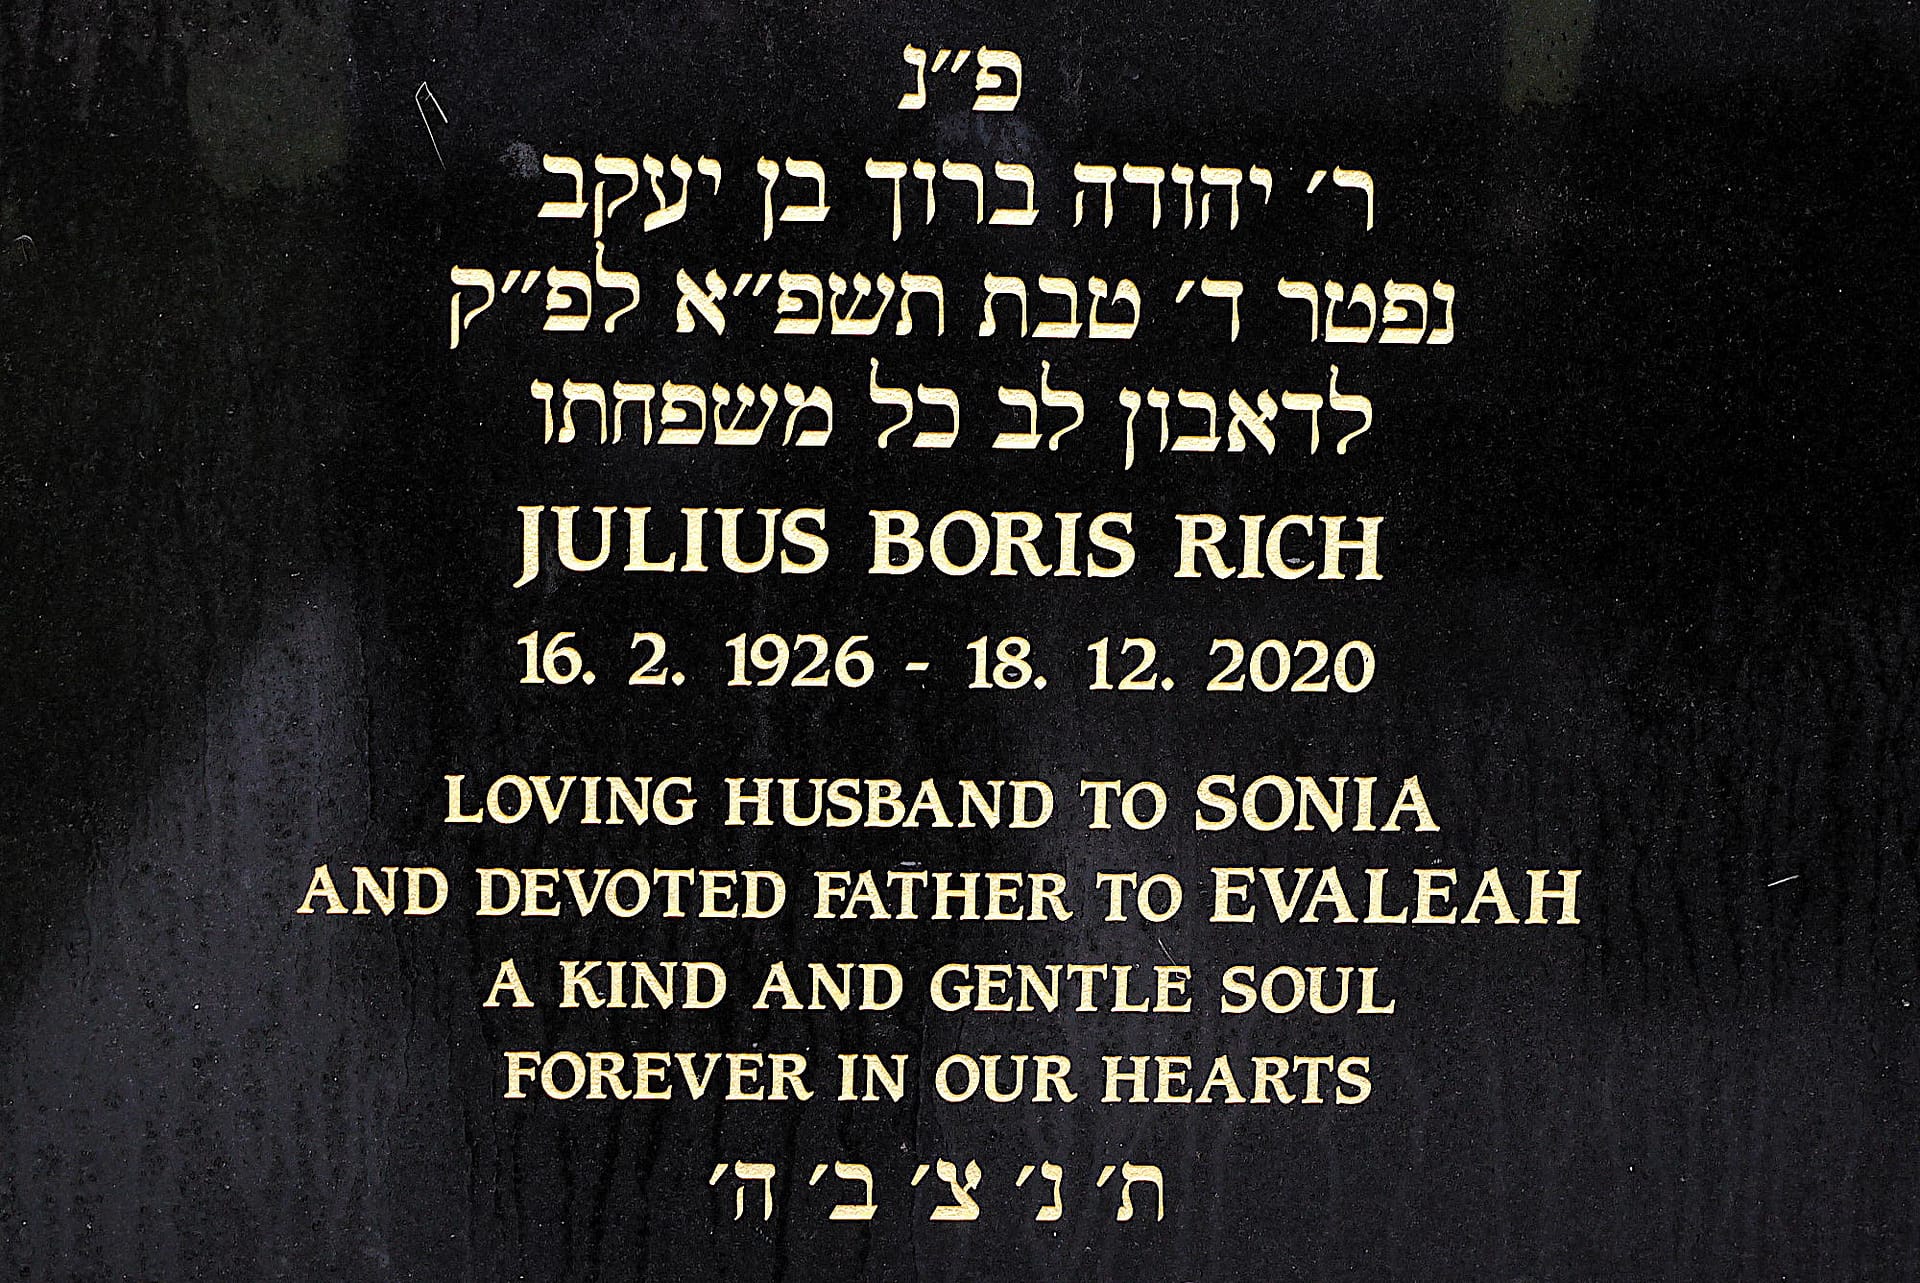 פ״נ
ר׳ יהודה ברוך בן יעקב
נפטר ד׳ טבת תשפ״א לפ״ק
לדאבון לב כל משפחתו
JULIUS BORIS RICH
16. 2. 1926 - 18. 12. 2020
LOVING HUSBAND TO SONIA
AND DEVOTED FATHER TO EVALEAH
A KIND AND GENTLE SOUL
FOREVER IN OUR HEARTS
ת׳ נ׳ צ׳ ב׳ ה׳